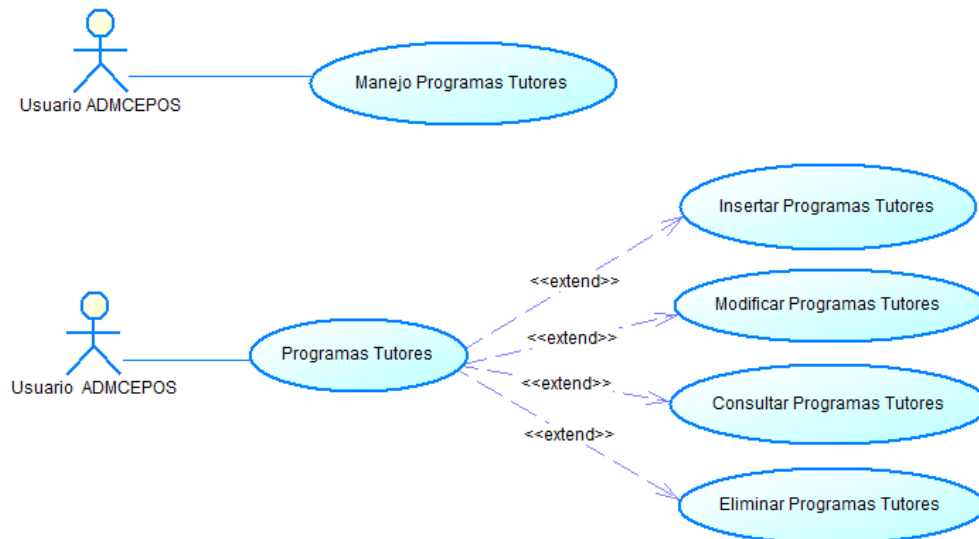 Manejo Programas Tutores
Usuario ADMCEPOS
Insertar Programas Tutores
<<extend>>
Modificar Programas Tutores
<<extend>>
Programas Tutores
Usuario  ADMCEPOS
<<extend>>
Consultar Programas Tutores
<<extend>>
Eliminar Programas Tutores